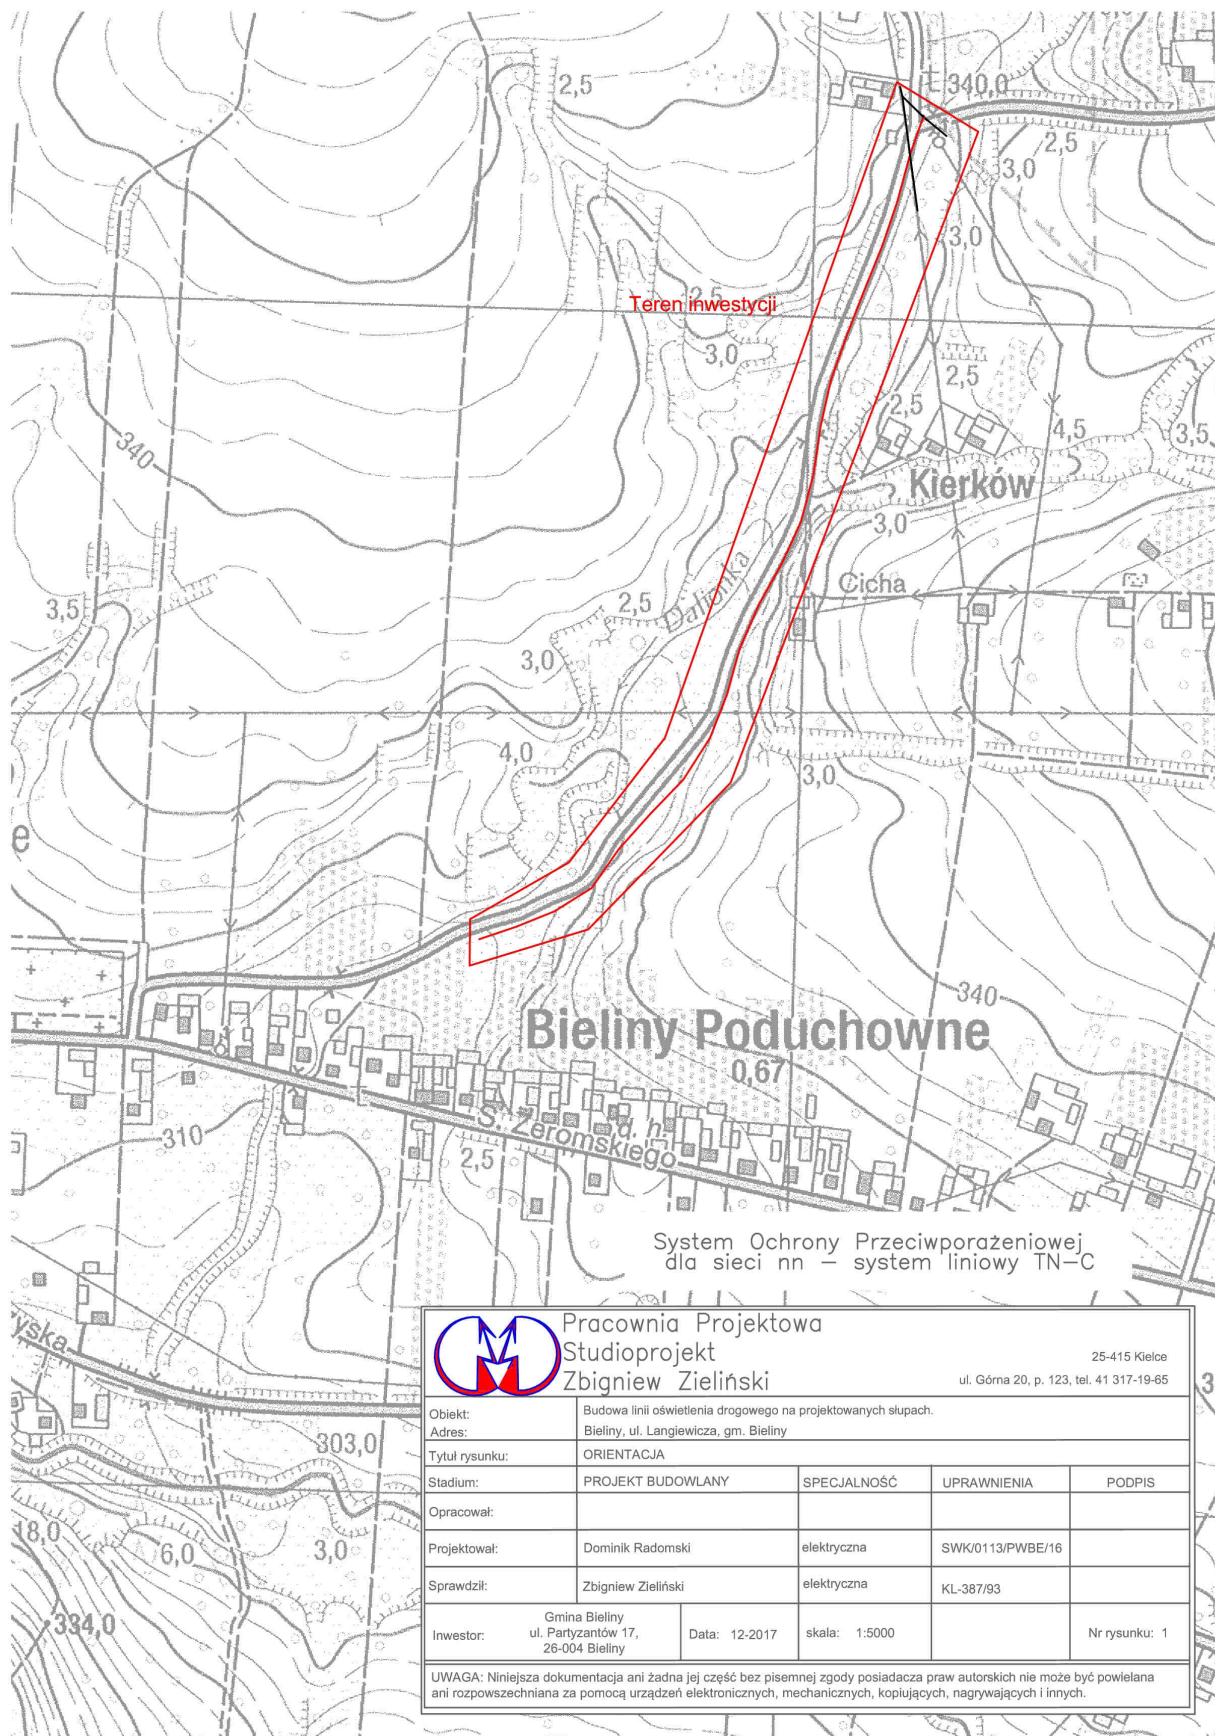 340,0
2,5
2,5
3,0
3,0
2,5
Teren inwestycji
3,0
2,5
2,5
340
4,5
3,5
Kierków
3,0
Cicha
3,5
2,5
3,0
4,0
3,0
e
340
Bieliny Poduchowne
0,67
310
S. Żeromskiego
d. h.
2,5
System Ochrony Przeciwporażeniowej
dla sieci nn – system liniowy TN–C
yska
303,0
18,0
6,0
3,0
334,0
3
Pracownia Projektowa
Studioprojekt
Zbigniew Zieliński
25-415 Kielce
ul. Górna 20, p. 123, tel. 41 317-19-65
Obiekt: Budowa linii oświetlenia drogowego na projektowanych słupach.
Adres: Bieliny, ul. Langiewicza, gm. Bieliny
Tytuł rysunku: ORIENTACJA
Stadium: PROJEKT BUDOWLANY SPECJALNOŚĆ UPRAWNIENIA PODPIS
Opracował:
Projektował: Dominik Radomski elektryczna SWK/0113/PWBE/16
Sprawdził: Zbigniew Zieliński elektryczna KL-387/93
Inwestor: Gmina Bieliny
ul. Partyzantów 17,
26-004 Bieliny
Data: 12-2017 skala: 1:5000 Nr rysunku: 1
UWAGA: Niniejsza dokumentacja ani żadna jej część bez pisemnej zgody posiadacza praw autorskich nie może być powielana
ani rozpowszechniana za pomocą urządzeń elektronicznych, mechanicznych, kopiujących, nagrywających i innych.